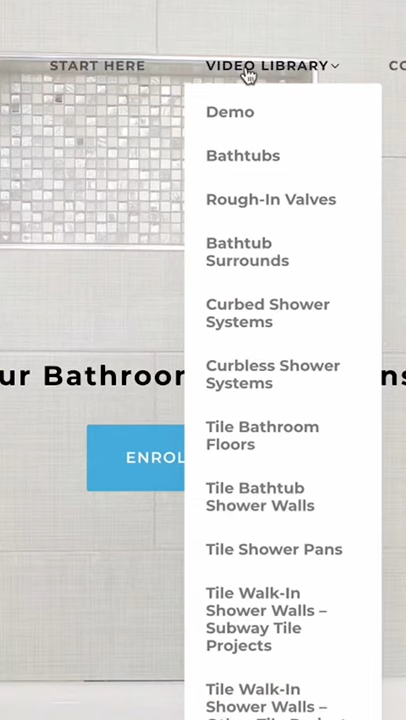 START HERE
VIDEO LIBRARY
Demo
Bathtubs
Rough-In Valves
Bathtub
Surrounds
Curbed Shower
Systems
Curbless Shower
Systems
Tile Bathroom
Floors
Tile Bathtub
Shower Walls
Tile Shower Pans
Tile Walk-In
Shower Walls –
Subway Tile
Projects
Tile Walk-In
Shower Walls –
ur Bathroo
ENROL